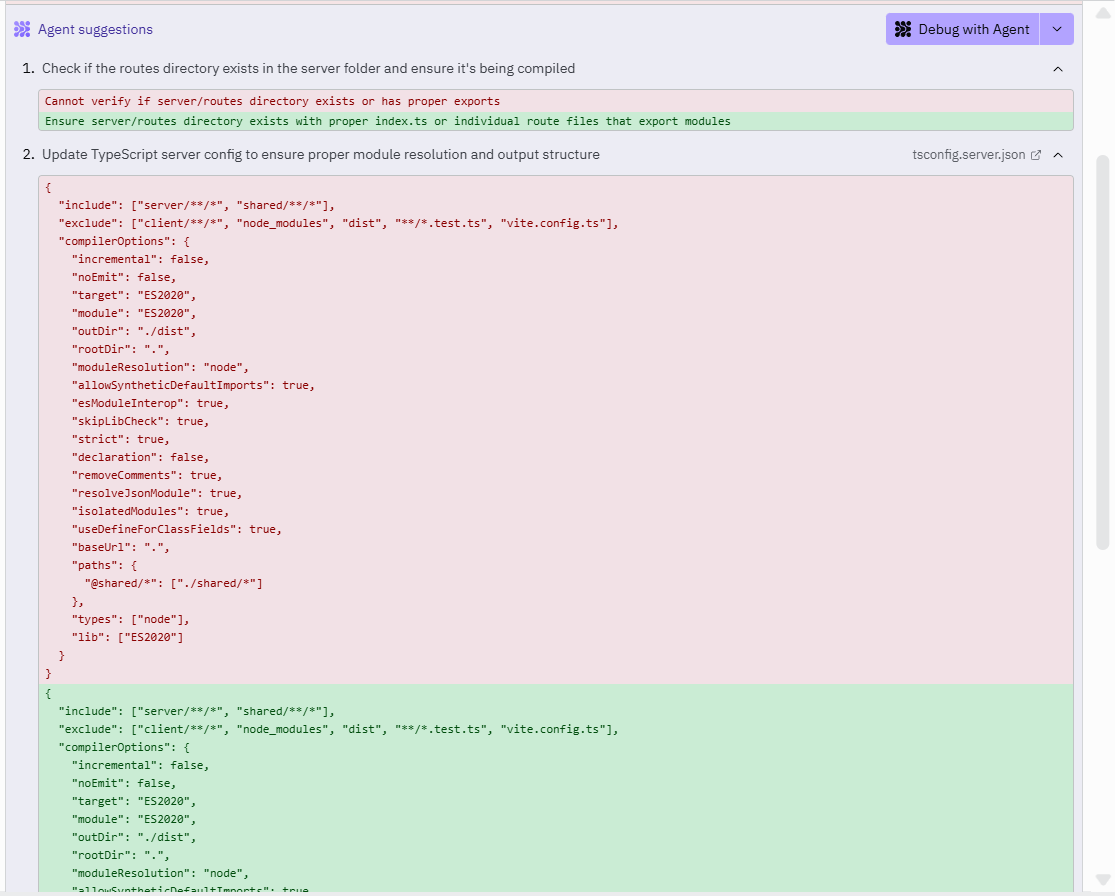 Agent suggestions
Debug with Agent
1. Check if the routes directory exists in the server folder and ensure it's being compiled
Cannot verify if server/routes directory exists or has proper exports
Ensure server/routes directory exists with proper index.ts or individual route files that export modules
2. Update TypeScript server config to ensure proper module resolution and output structure
tsconfig.server.json
{
  "include": ["server/**/*", "shared/**/*"],
  "exclude": ["client/**/*", "node_modules", "dist", "**/*.test.ts", "vite.config.ts"],
  "compilerOptions": {
    "incremental": false,
    "noEmit": false,
    "target": "ES2020",
    "module": "ES2020",
    "outDir": "./dist",
    "rootDir": ".",
    "moduleResolution": "node",
    "allowSyntheticDefaultImports": true,
    "esModuleInterop": true,
    "skipLibCheck": true,
    "strict": true,
    "declaration": false,
    "removeComments": true,
    "resolveJsonModule": true,
    "isolatedModules": true,
    "useDefineForClassFields": true,
    "baseUrl": ".",
    "paths": {
      "@shared/*": ["./shared/*"]
    },
    "types": ["node"],
    "lib": ["ES2020"]
  }
}
{
  "include": ["server/**/*", "shared/**/*"],
  "exclude": ["client/**/*", "node_modules", "dist", "**/*.test.ts", "vite.config.ts"],
  "compilerOptions": {
    "incremental": false,
    "noEmit": false,
    "target": "ES2020",
    "module": "ES2020",
    "outDir": "./dist",
    "rootDir": ".",
    "moduleResolution": "node",
    "allowSyntheticDefaultImports": true